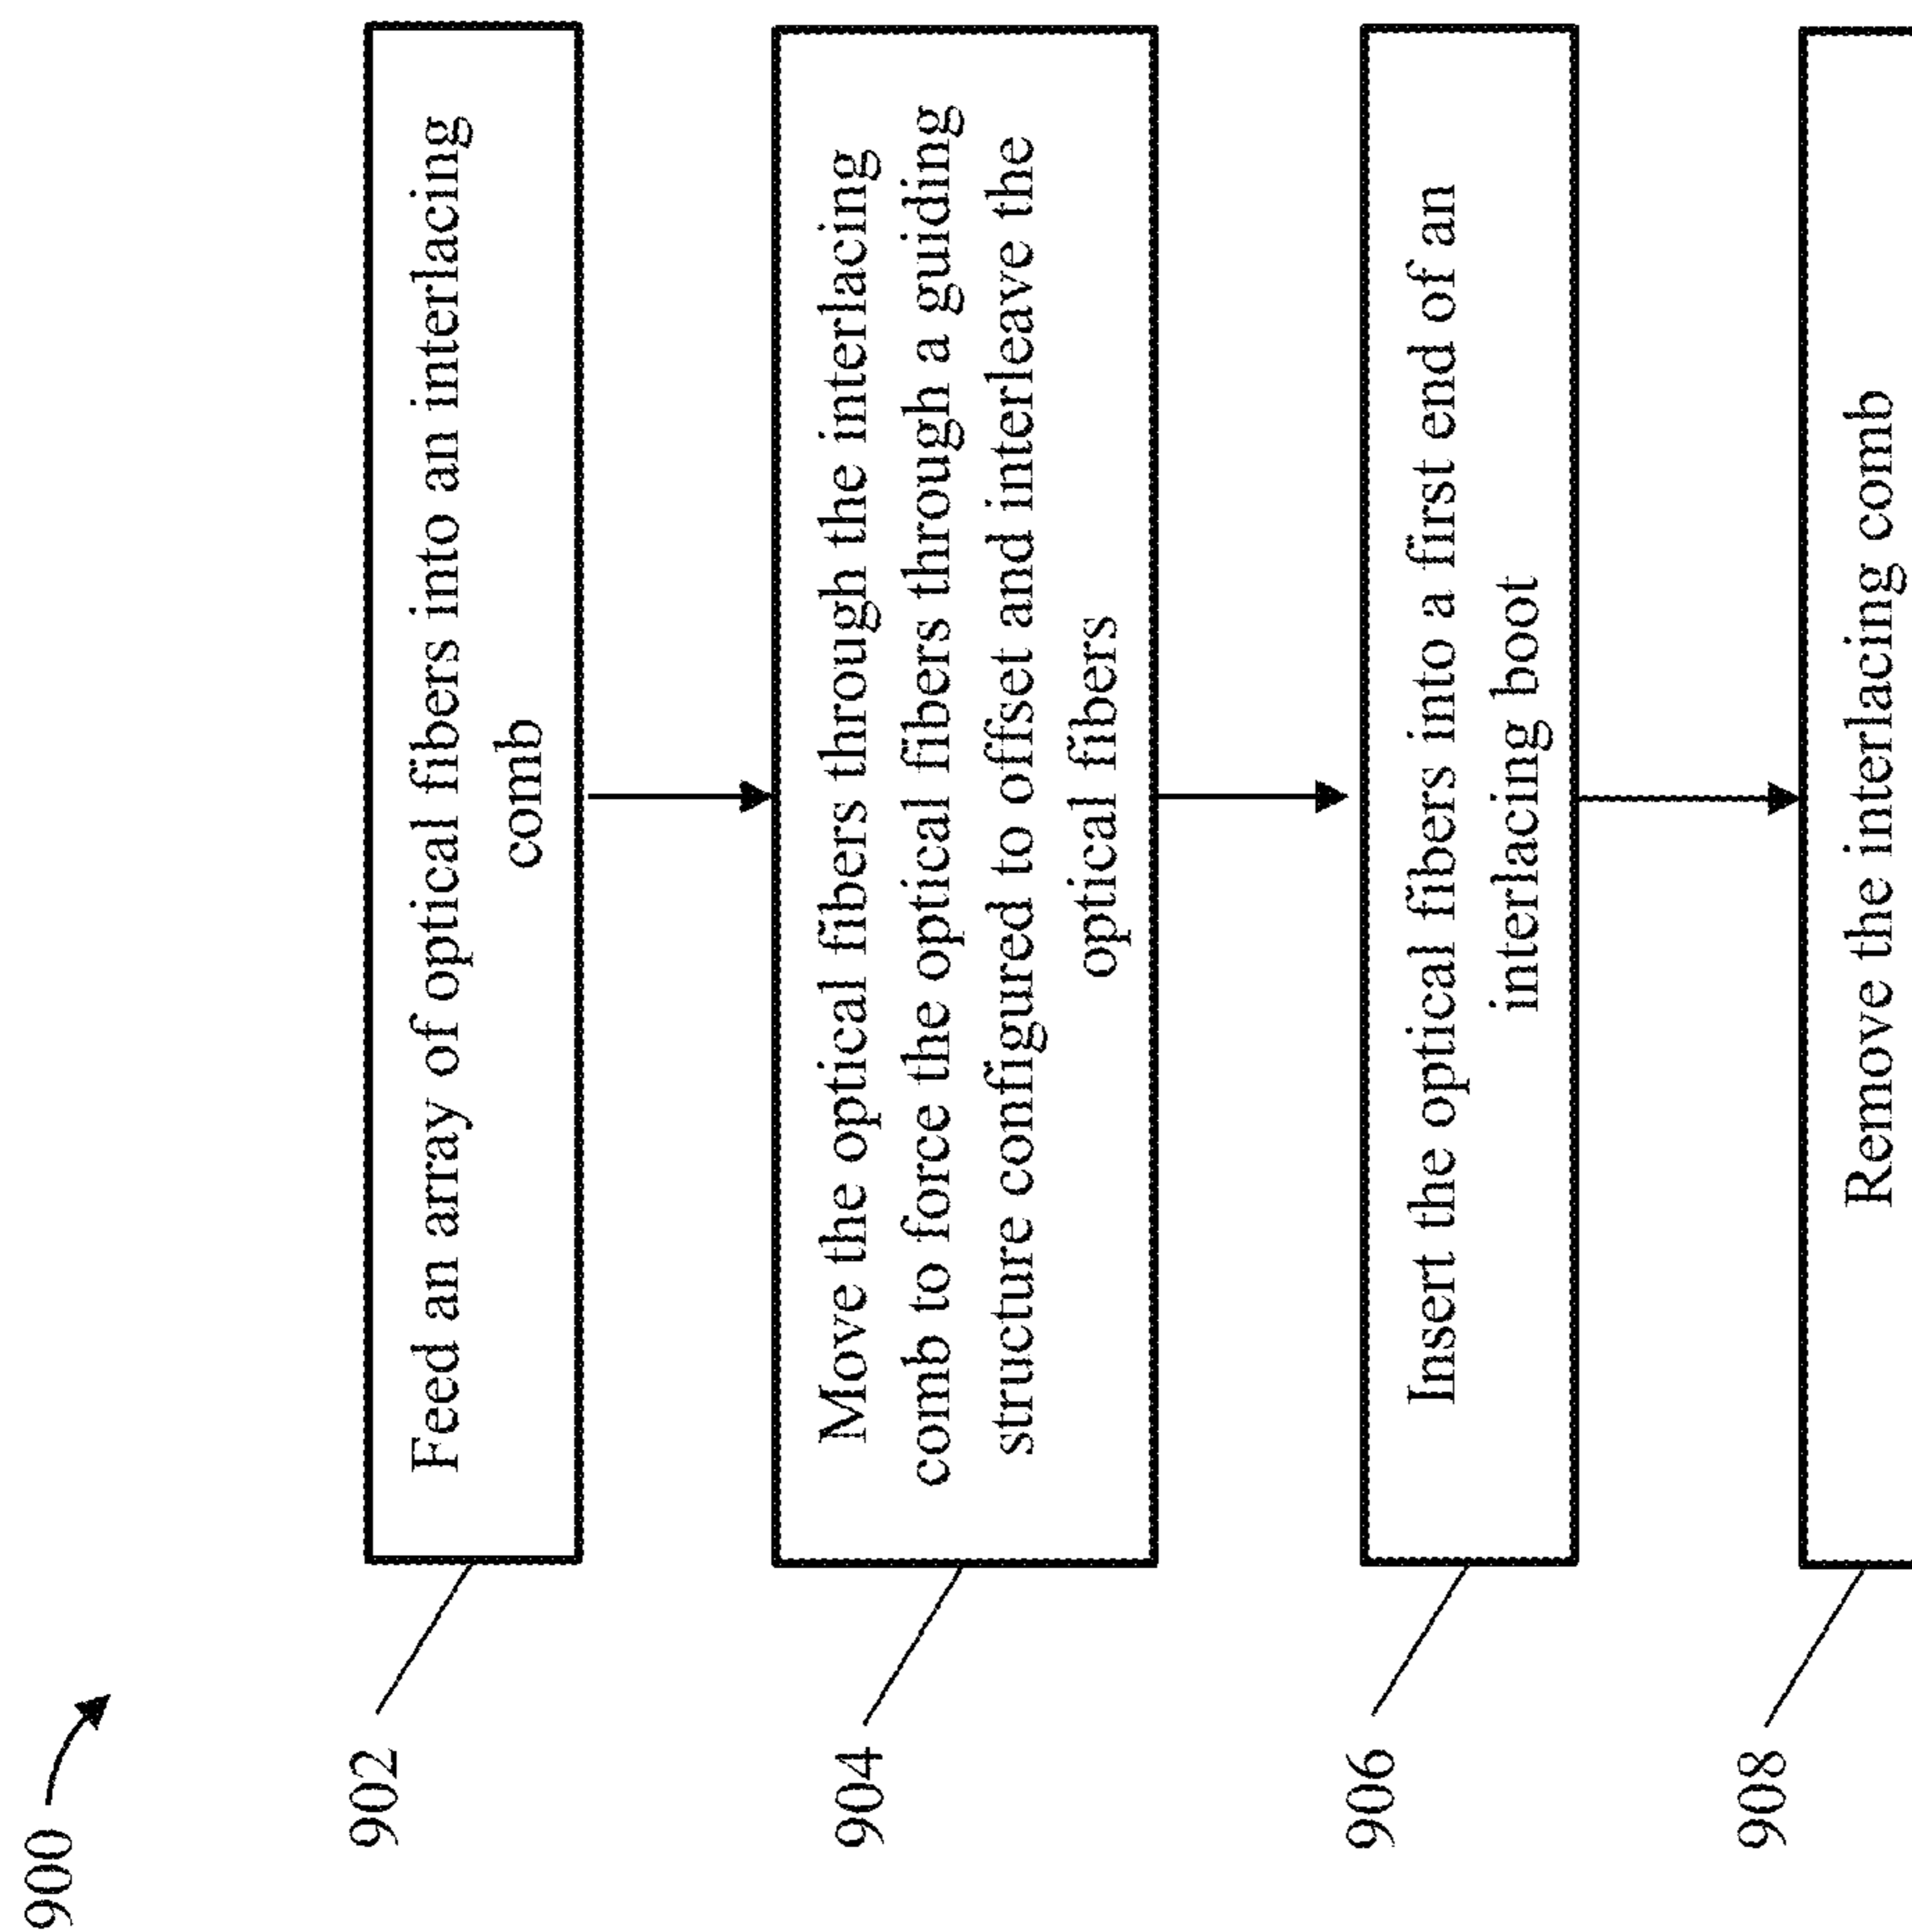 900
902
Feed an array of optical fibers into an interlacing
comb
904
Move the optical fibers through the interlacing
comb to force the optical fibers through a guiding
structure configured to offset and interleave the
optical fibers
906
Insert the optical fibers into a first end of an
interlacing boot
908
Remove the interlacing comb